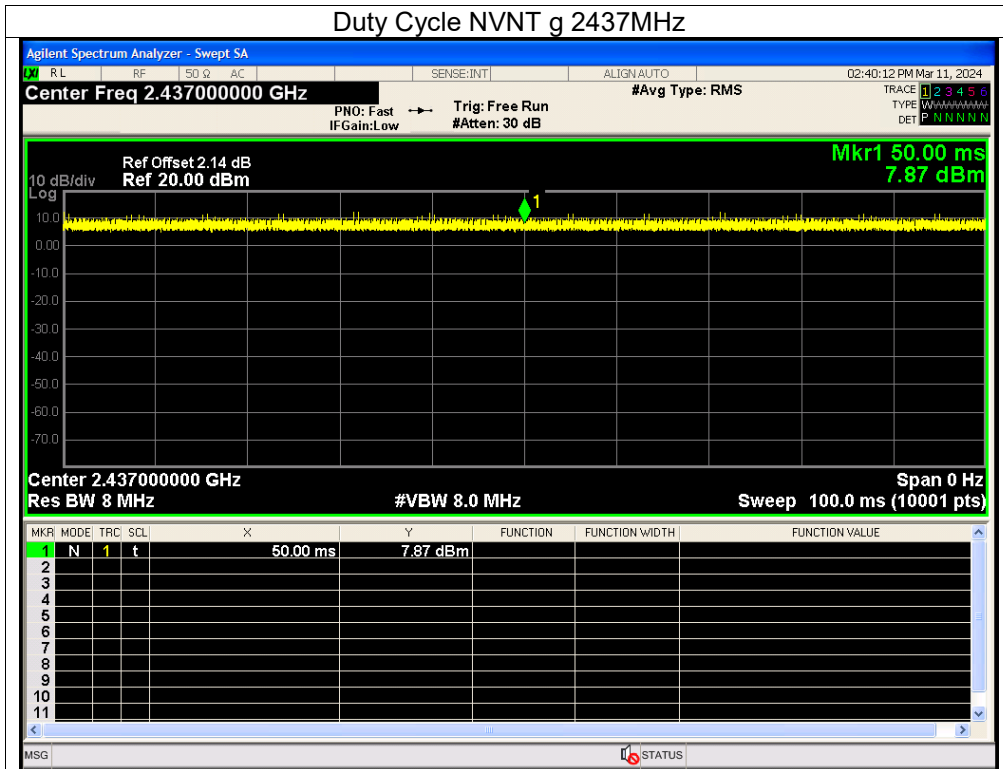 Duty Cycle NVNT g 2437MHz
Agilent Spectrum Analyzer - Swept SA
LXI RL RF 50 Ω AC SENSE:INT ALIGN AUTO 02:40:12 PM Mar 11, 2024
Center Freq 2.437000000 GHz #Avg Type: RMS TRACE 1 2 3 4 5 6
PNO: Fast Trig: Free Run TYPE WWWWWW
IFGain:Low #Atten: 30 dB DET P N N N N N
Mkr1 50.00 ms
Ref Offset 2.14 dB
10 dB/div Ref 20.00 dBm 7.87 dBm
Log
1
10.0
0.00
-10.0
-20.0
-30.0
-40.0
-50.0
-60.0
-70.0
Center 2.437000000 GHz Span 0 Hz
Res BW 8 MHz #VBW 8.0 MHz Sweep 100.0 ms (10001 pts)
MKR MODE TRC SCL X Y FUNCTION FUNCTION WIDTH FUNCTION VALUE
1 N 1 t 50.00 ms 7.87 dBm
2
3
4
5
6
7
8
9
10
11
MSG STATUS